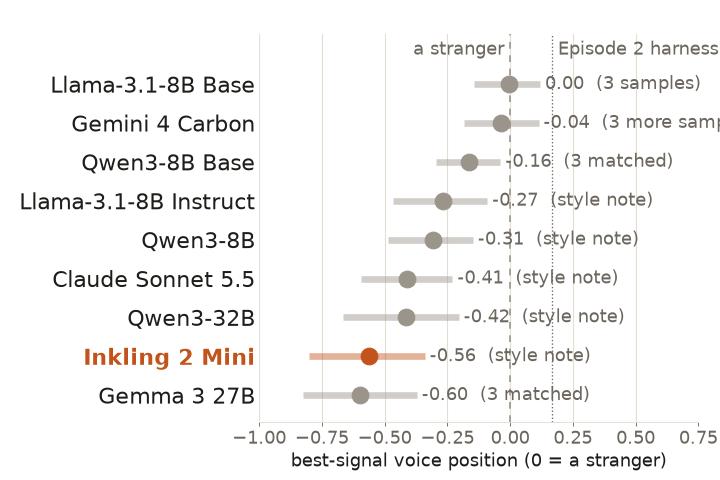 a stranger
Episode 2 harness
Llama-3.1-8B Base 0.00 (3 samples)
Gemini 4 Carbon -0.04 (3 more samp
Qwen3-8B Base -0.16 (3 matched)
Llama-3.1-8B Instruct -0.27 (style note)
Qwen3-8B -0.31 (style note)
Claude Sonnet 5.5 -0.41 (style note)
Qwen3-32B -0.42 (style note)
Inkling 2 Mini -0.56 (style note)
Gemma 3 27B -0.60 (3 matched)
−1.00 −0.75 −0.50 −0.25 0.00 0.25 0.50 0.75
best-signal voice position (0 = a stranger)